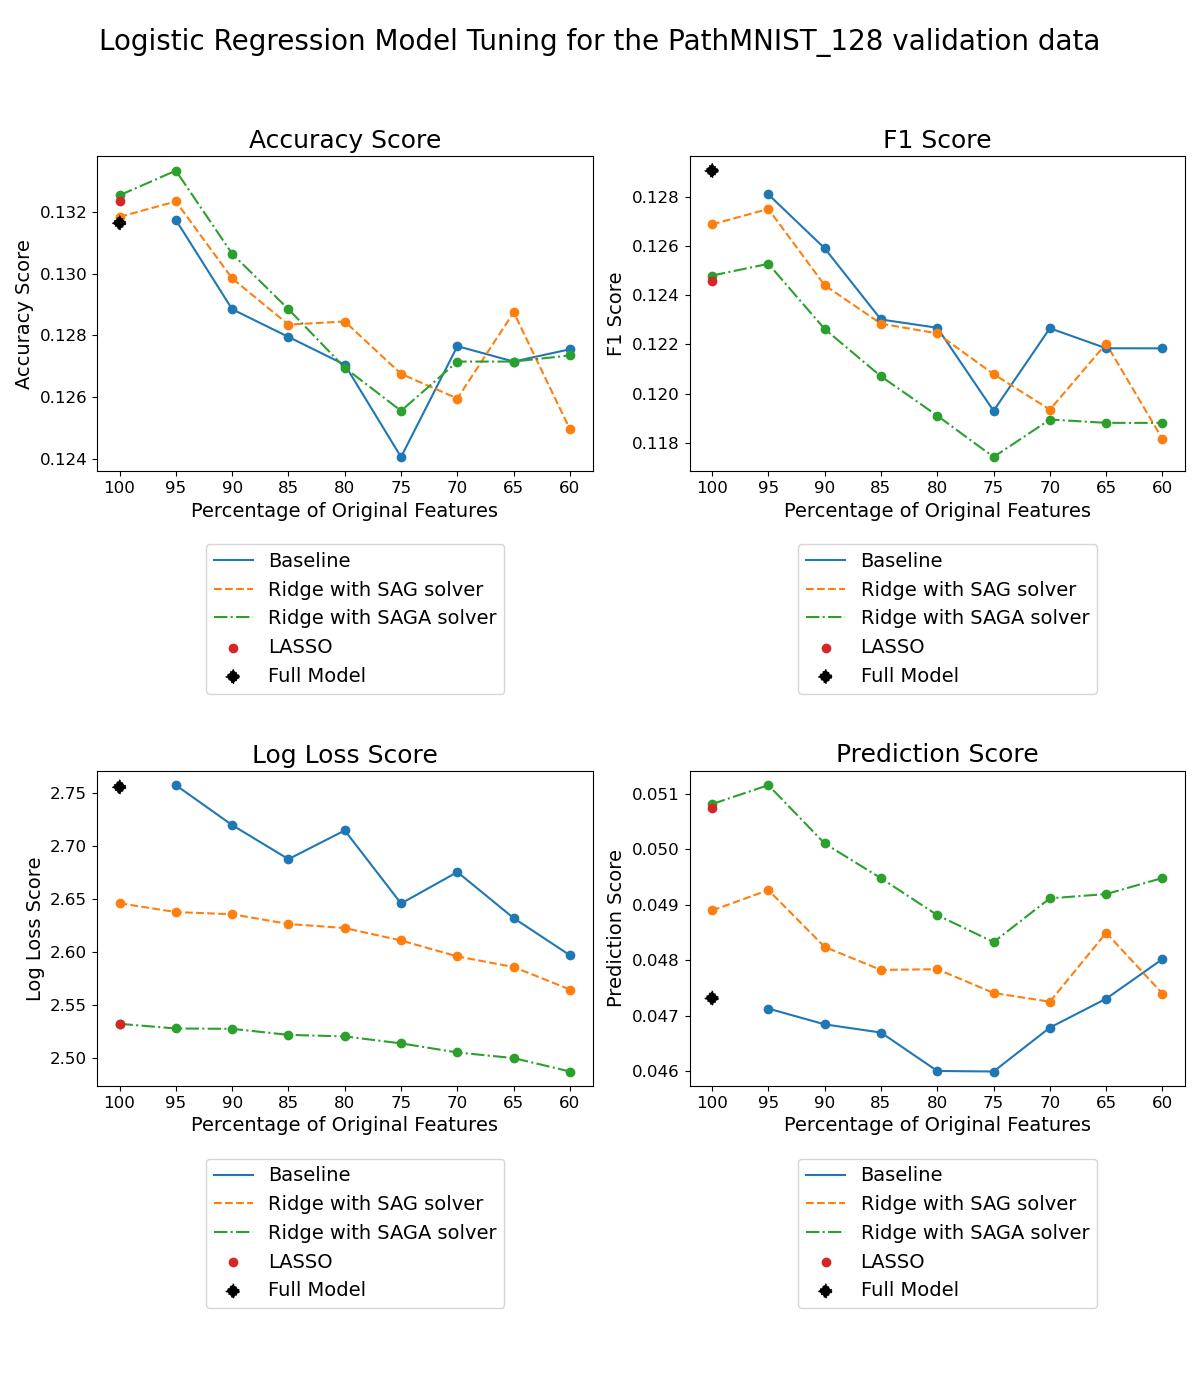 Logistic Regression Model Tuning for the PathMNIST_128 validation data
Accuracy Score
Accuracy Score
0.132
0.130
0.128
0.126
0.124
100 95 90 85 80 75 70 65 60
Percentage of Original Features
Baseline
Ridge with SAG solver
Ridge with SAGA solver
LASSO
Full Model
F1 Score
F1 Score
0.128
0.126
0.124
0.122
0.120
0.118
100 95 90 85 80 75 70 65 60
Percentage of Original Features
Baseline
Ridge with SAG solver
Ridge with SAGA solver
LASSO
Full Model
Log Loss Score
Log Loss Score
2.75
2.70
2.65
2.60
2.55
2.50
100 95 90 85 80 75 70 65 60
Percentage of Original Features
Baseline
Ridge with SAG solver
Ridge with SAGA solver
LASSO
Full Model
Prediction Score
Prediction Score
0.051
0.050
0.049
0.048
0.047
0.046
100 95 90 85 80 75 70 65 60
Percentage of Original Features
Baseline
Ridge with SAG solver
Ridge with SAGA solver
LASSO
Full Model